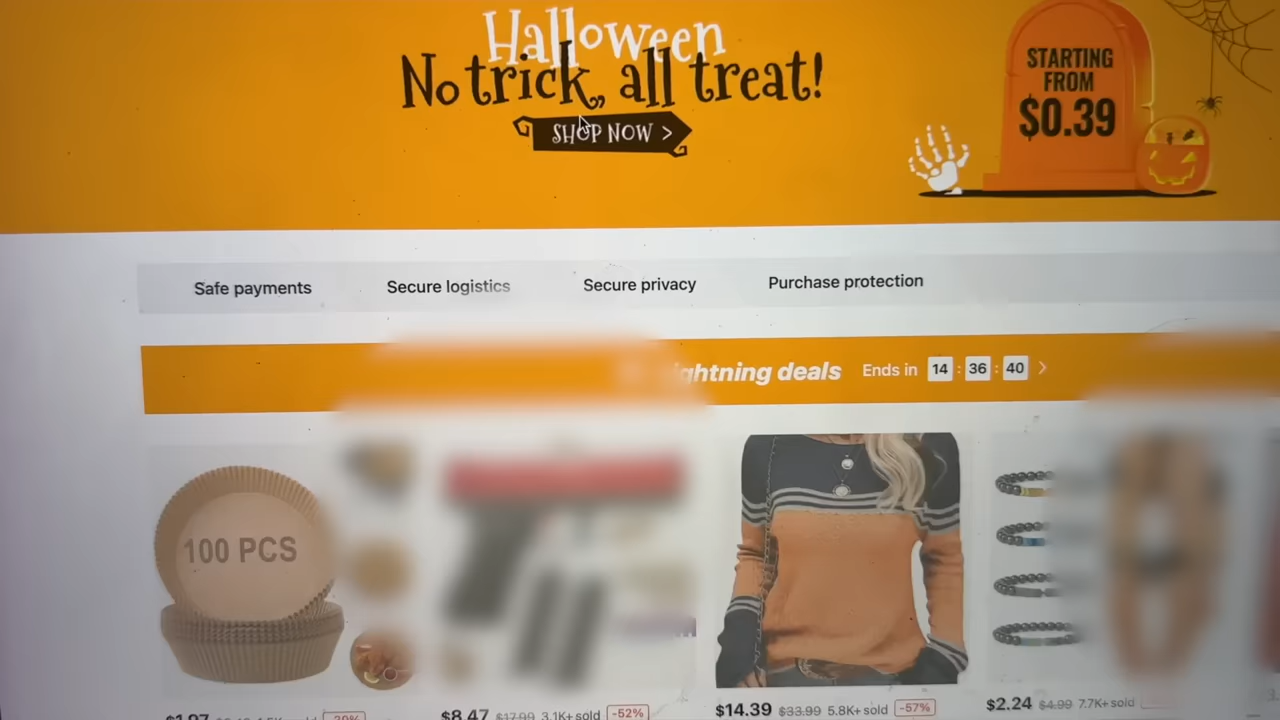 Halloween
No trick, all treat!
SHOP NOW >
STARTING
FROM
$0.39
Safe payments
Secure logistics
Secure privacy
Purchase protection
deals
Ends in 14 : 36 : 40 >
100 PCS
$8.47 $17.99 3.1K+ sold -52%
$14.39 $33.99 5.8K+ sold -57%
$2.24 $4.99 7.7K+ sold